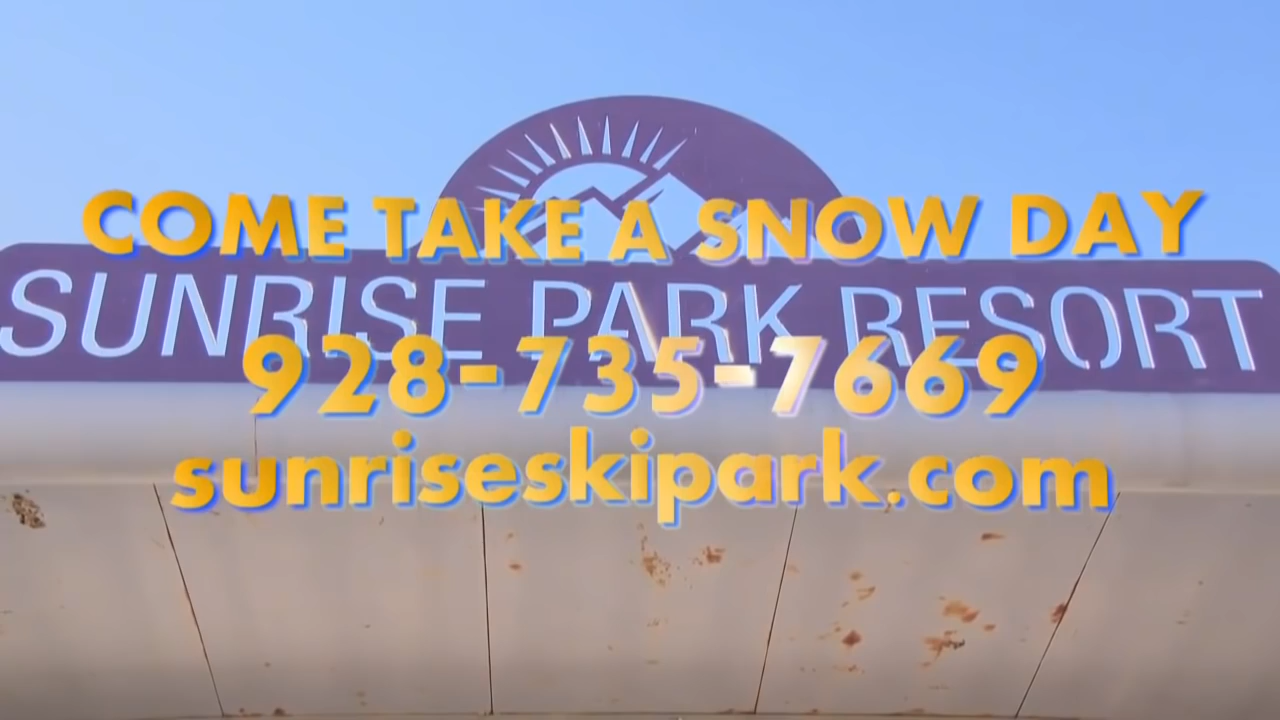 COME TAKE A SNOW DAY
SUNRISE PARK RESORT
928-735-7669
sunriseskipark.com